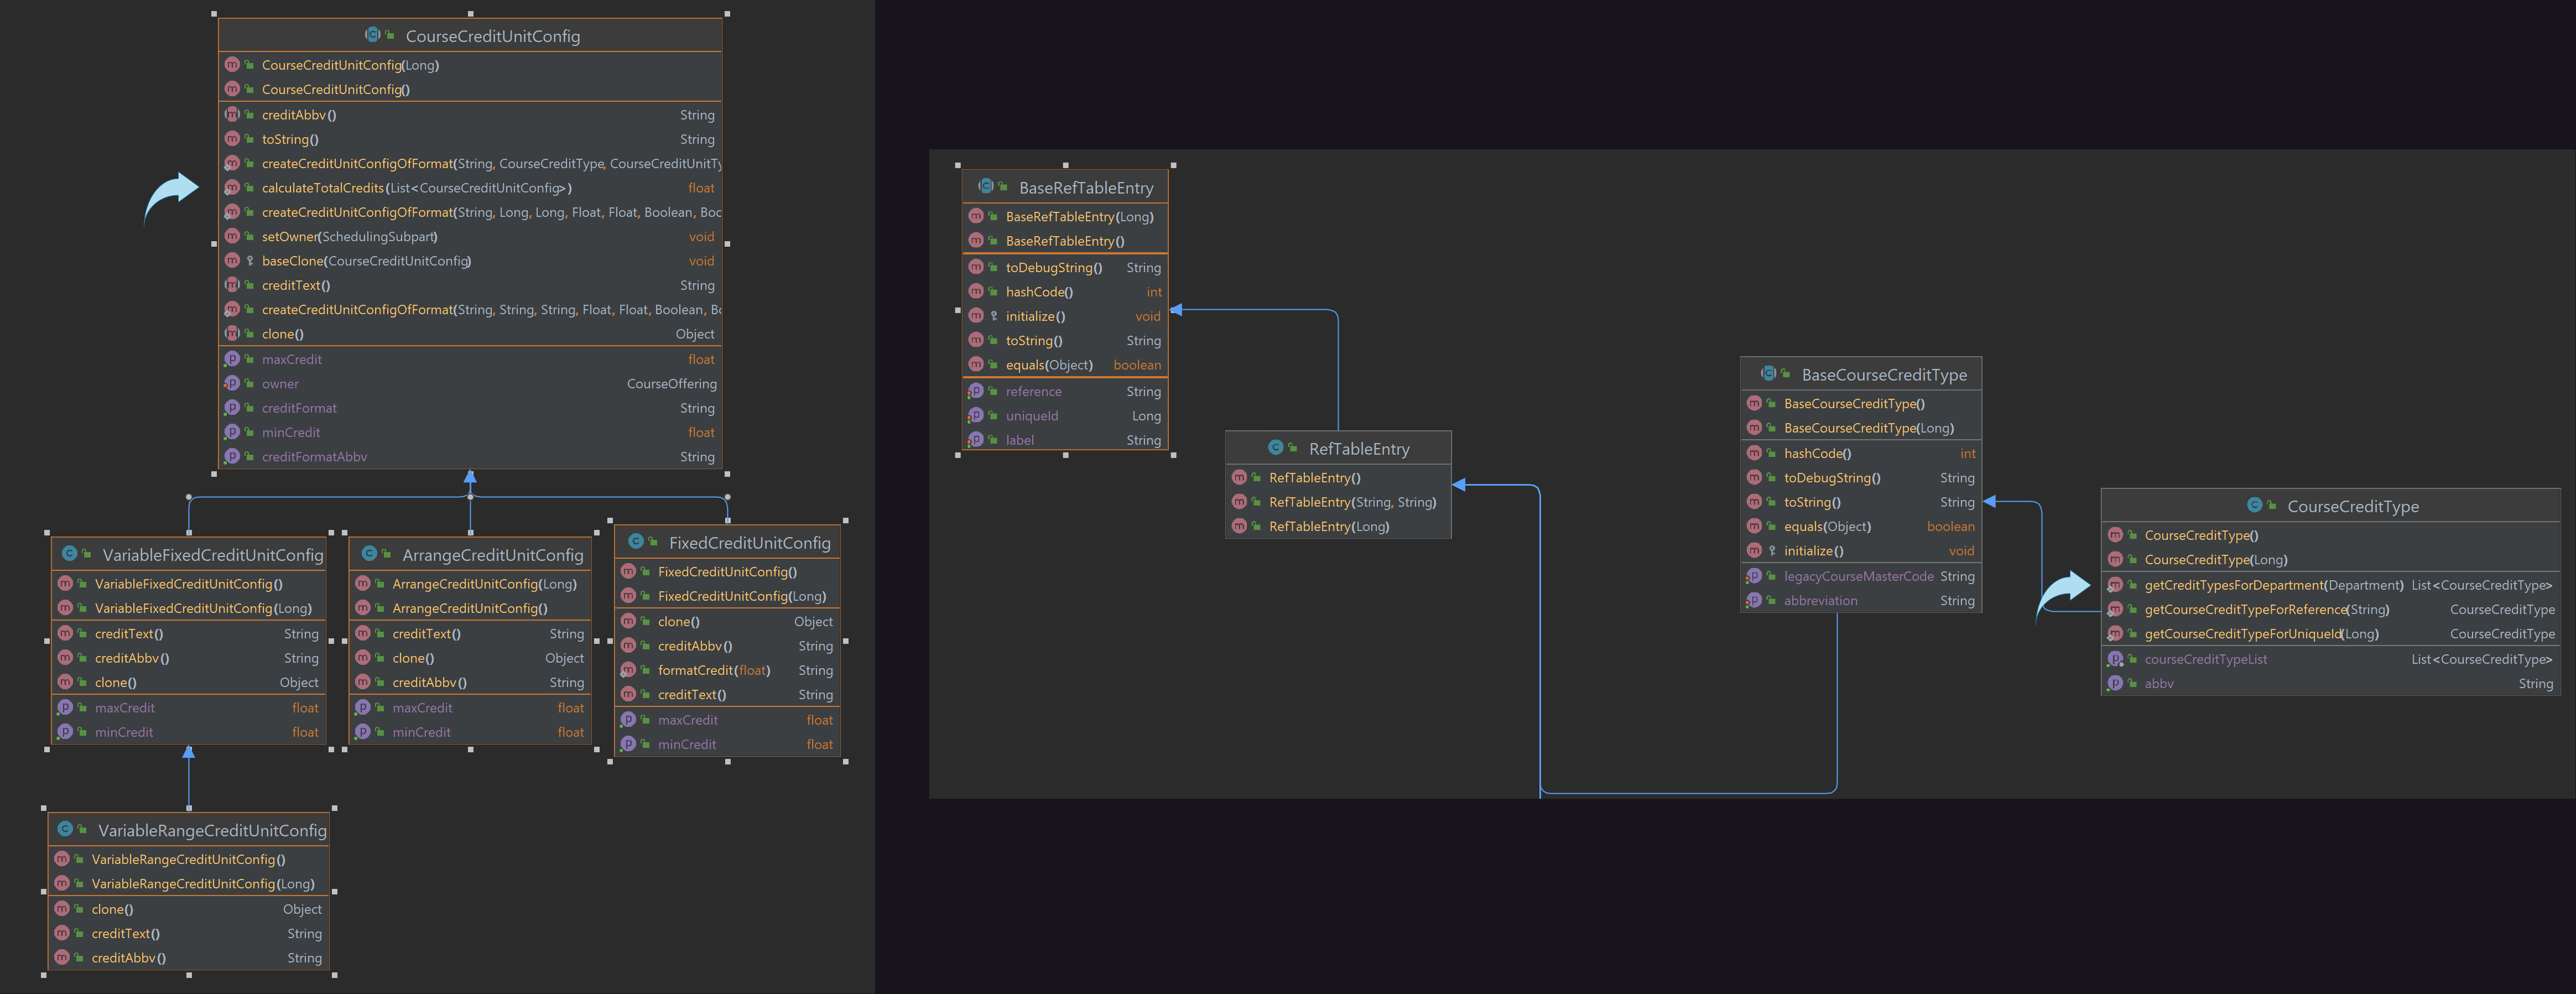 CourseCreditUnitConfig
CourseCreditUnitConfig(Long)
CourseCreditUnitConfig()
creditAbbv() String
toString() String
createCreditUnitConfigOfFormat(String, CourseCreditType, CourseCreditUnitTy
calculateTotalCredits(List<CourseCreditUnitConfig>) float
createCreditUnitConfigOfFormat(String, Long, Long, Float, Float, Boolean, Boo
setOwner(SchedulingSubpart) void
baseClone(CourseCreditUnitConfig) void
creditText() String
createCreditUnitConfigOfFormat(String, String, String, Float, Float, Boolean, Bo
clone() Object
maxCredit float
owner CourseOffering
creditFormat String
minCredit float
creditFormatAbbv String
VariableFixedCreditUnitConfig
VariableFixedCreditUnitConfig()
VariableFixedCreditUnitConfig(Long)
creditText() String
creditAbbv() String
clone() Object
maxCredit float
minCredit float
ArrangeCreditUnitConfig
ArrangeCreditUnitConfig(Long)
ArrangeCreditUnitConfig()
creditText() String
clone() Object
creditAbbv() String
maxCredit float
minCredit float
FixedCreditUnitConfig
FixedCreditUnitConfig()
FixedCreditUnitConfig(Long)
clone() Object
creditAbbv() String
formatCredit(float) String
creditText() String
maxCredit float
minCredit float
VariableRangeCreditUnitConfig
VariableRangeCreditUnitConfig()
VariableRangeCreditUnitConfig(Long)
clone() Object
creditText() String
creditAbbv() String
BaseRefTableEntry
BaseRefTableEntry(Long)
BaseRefTableEntry()
toDebugString() String
hashCode() int
initialize() void
toString() String
equals(Object) boolean
reference String
uniqueId Long
label String
RefTableEntry
RefTableEntry()
RefTableEntry(String, String)
RefTableEntry(Long)
BaseCourseCreditType
BaseCourseCreditType()
BaseCourseCreditType(Long)
hashCode() int
toDebugString() String
toString() String
equals(Object) boolean
initialize() void
legacyCourseMasterCode String
abbreviation String
CourseCreditType
CourseCreditType()
CourseCreditType(Long)
getCreditTypesForDepartment(Department) List<CourseCreditType>
getCourseCreditTypeForReference(String) CourseCreditType
getCourseCreditTypeForUniqueId(Long) CourseCreditType
courseCreditTypeList List<CourseCreditType>
abbv String